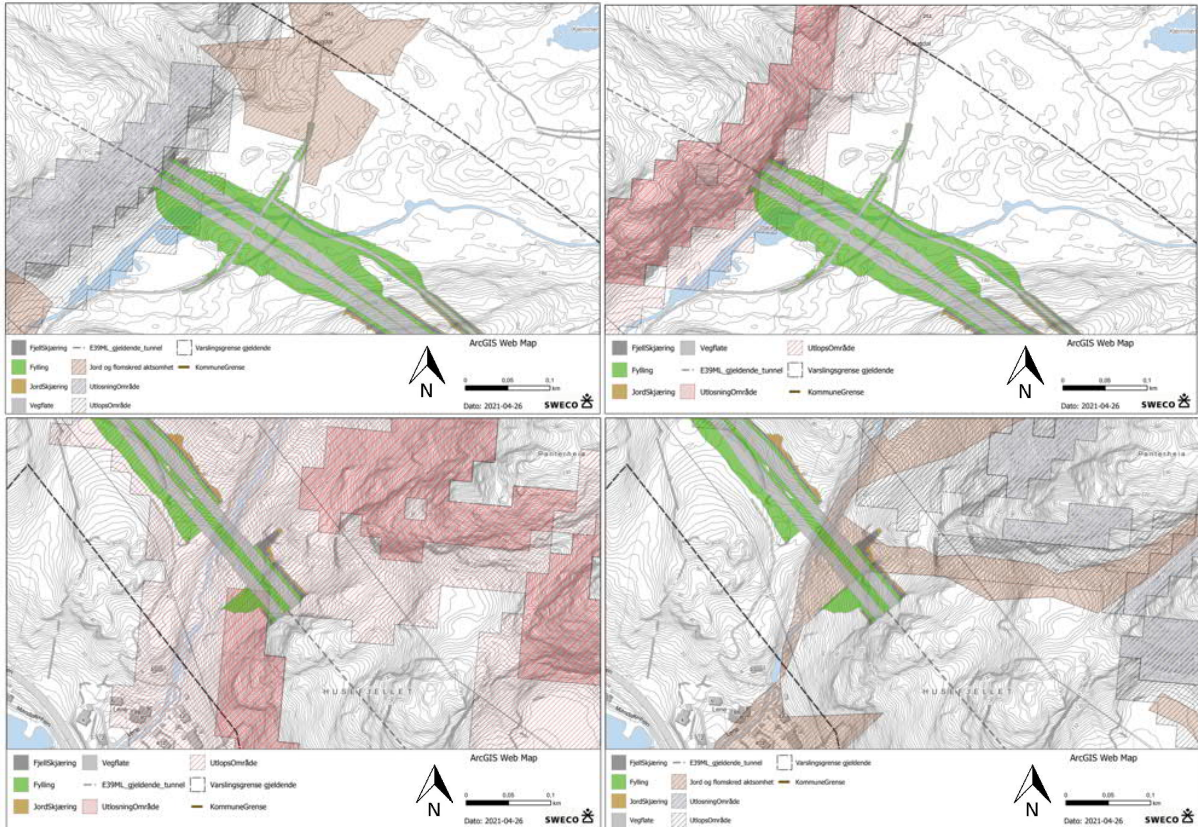 FjellSkjæring
E39ML_gjeldende_tunnel
Varslingsgrense gjeldende
Fylling
Jord og flomskred aktsomhet
KommuneGrense
JordSkjæring
UtlosningOmråde
Vegflate
UtlopsOmråde
ArcGIS Web Map
N
0 0,05 0,1
km
Dato: 2021-04-26
SWECO
FjellSkjæring
Vegflate
UtlopsOmråde
Fylling
E39ML_gjeldende_tunnel
Varslingsgrense gjeldende
JordSkjæring
UtlosningOmråde
KommuneGrense
ArcGIS Web Map
N
0 0,05 0,1
km
Dato: 2021-04-26
SWECO
HUSEFJELLET
Lene
FjellSkjæring
Vegflate
UtlopsOmråde
Fylling
E39ML_gjeldende_tunnel
Varslingsgrense gjeldende
JordSkjæring
UtlosningOmråde
KommuneGrense
ArcGIS Web Map
N
0 0,05 0,1
km
Dato: 2021-04-26
SWECO
HUSEFJELLET
Lene
FjellSkjæring
E39ML_gjeldende_tunnel
Varslingsgrense gjeldende
Fylling
Jord og flomskred aktsomhet
KommuneGrense
JordSkjæring
UtlosningOmråde
Vegflate
UtlopsOmråde
ArcGIS Web Map
N
0 0,05 0,1
km
Dato: 2021-04-26
SWECO